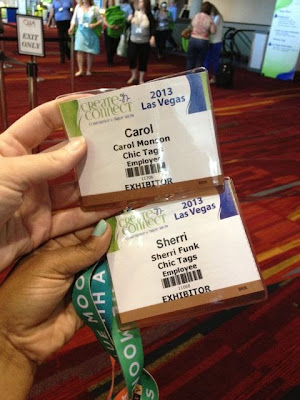 EXIT
ONLY
Create
Connect
2013
Las Vegas
Carol
Carol Monson
Chic Tags
Employee
EXHIBITOR
Create
Connect
2013
Las Vegas
Sherri
Sherri Funk
Chic Tags
Employee
EXHIBITOR